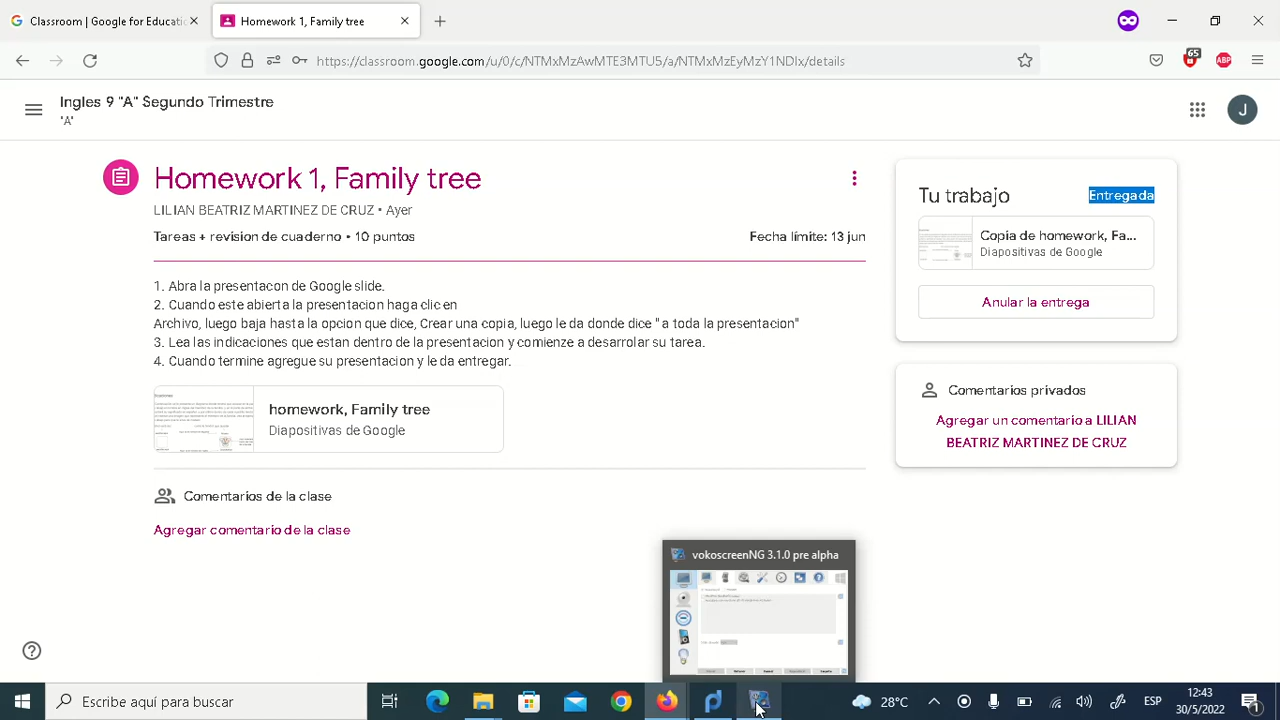 Classroom | Google for Educati
Homework 1, Family tree
https://classroom.google.com/u/0/c/NTMxMzAwMTE3MTU5/a/NTMxMzEyMzY1NDIx/details
65
ABP
Ingles 9 "A" Segundo Trimestre
"A"
J
Homework 1, Family tree
LILIAN BEATRIZ MARTINEZ DE CRUZ • Ayer
Tareas + revision de cuaderno • 10 puntos
Fecha límite: 13 jun
1. Abra la presentacon de Google slide.
2. Cuando este abierta la presentacion haga clic en
Archivo, luego baja hasta la opcion que dice, Crear una copia, luego le da donde dice " a toda la presentacion"
3. Lea las indicaciones que estan dentro de la presentacion y comienze a desarrolar su tarea.
4. Cuando termine agregue su presentacion y le da entregar.
homework, Family tree
Diapositivas de Google
Comentarios de la clase
Agregar comentario de la clase
Tu trabajo
Entregada
Copia de homework, Fa...
Diapositivas de Google
Anular la entrega
Comentarios privados
Agregar un comentario a LILIAN
BEATRIZ MARTINEZ DE CRUZ
vokoscreenNG 3.1.0 pre alpha
Escribe aquí para buscar
28°C
ESP
12:43
30/5/2022
1